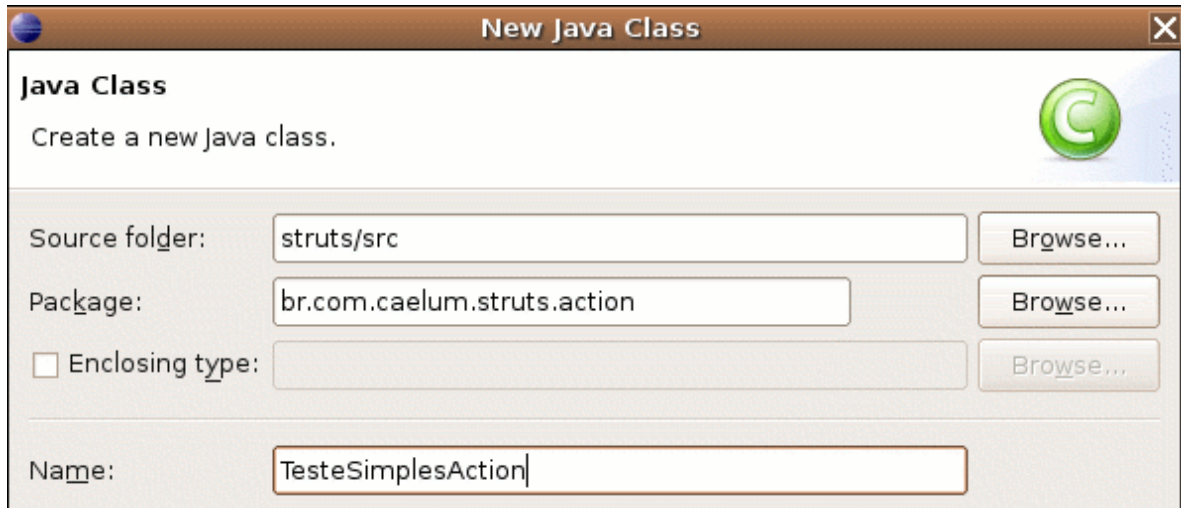 New Java Class
Java Class
Create a new Java class.
C
Source folder: struts/src Browse...
Package: br.com.caelum.struts.action Browse...
Enclosing type: Browse...
Name: TesteSimplesAction